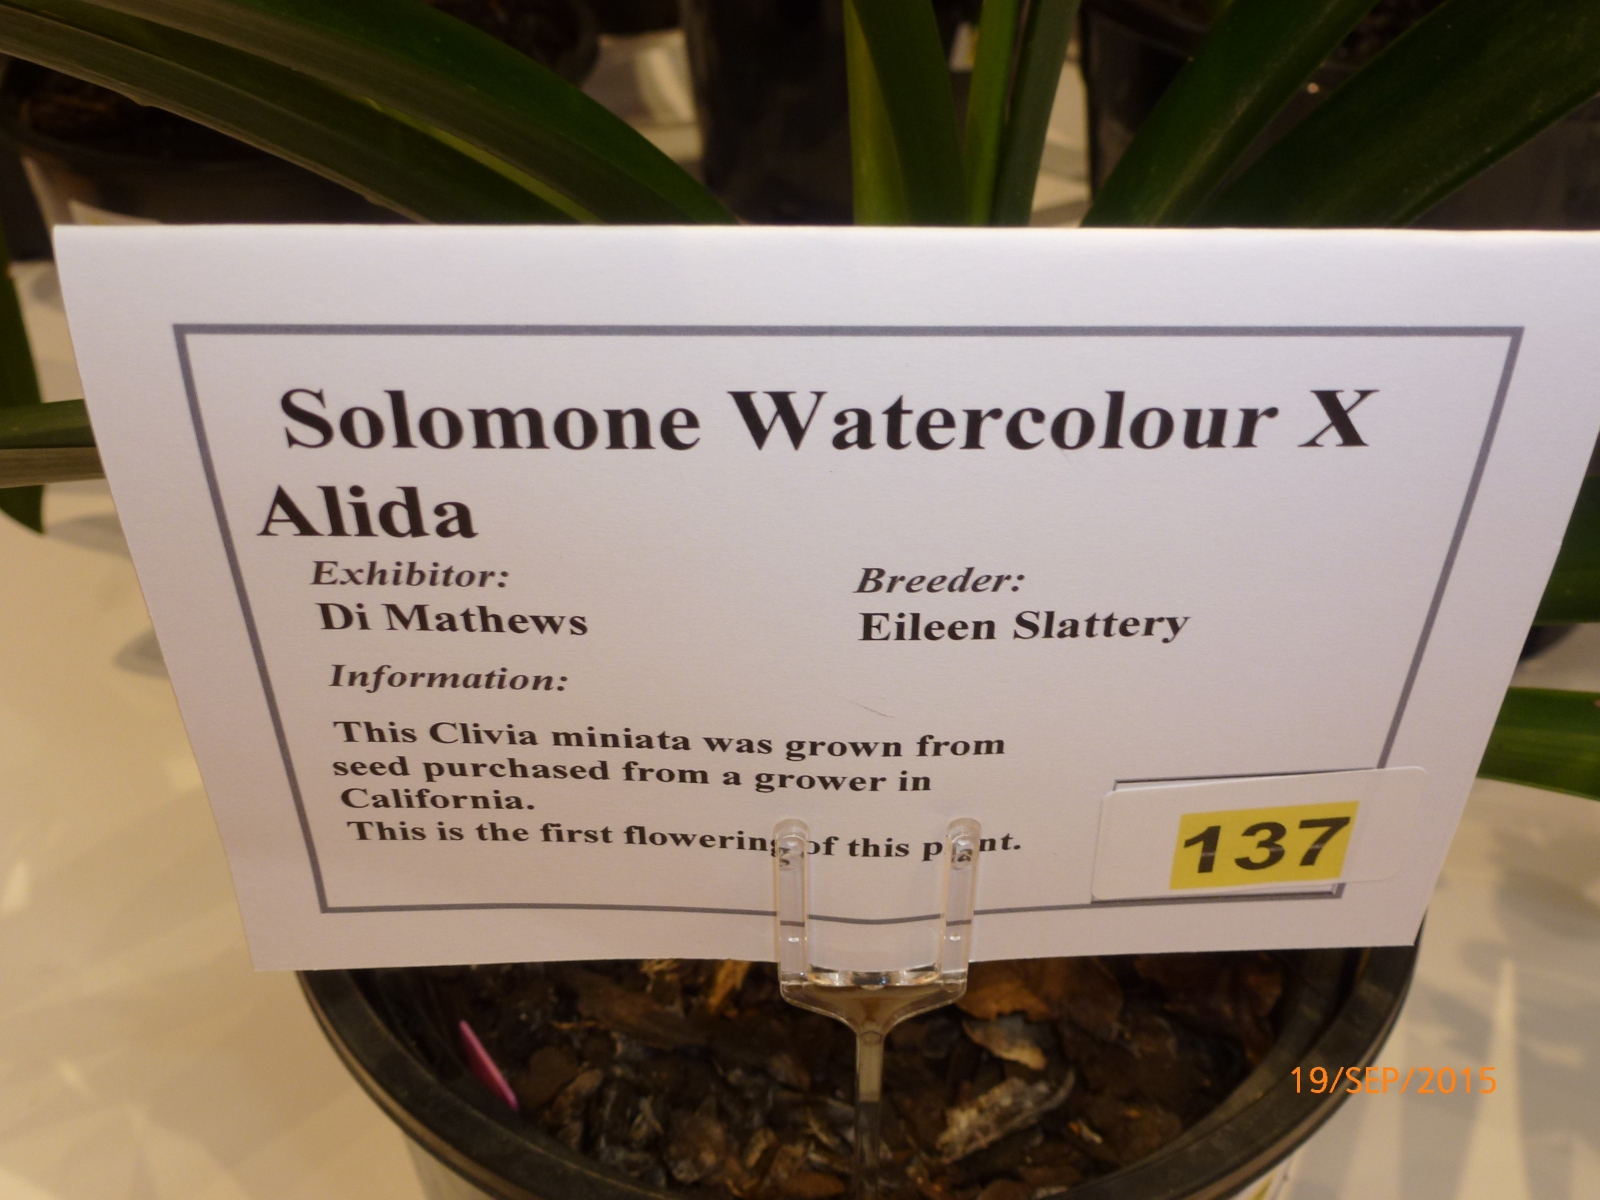 Solomone Watercolour X
Alida
Exhibitor:
Di Mathews
Breeder:
Eileen Slattery
Information:
This Clivia miniata was grown from
seed purchased from a grower in
California.
This is the first flowering of this plant.
137
19/SEP/2015